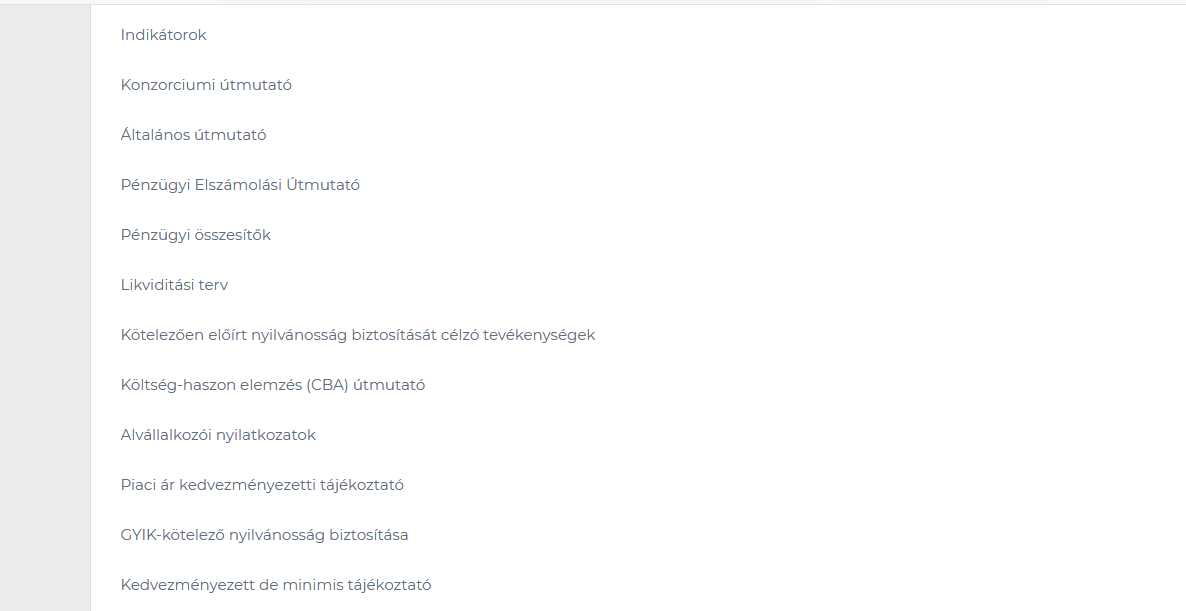 Indikátorok
Konzorciumi útmutató
Általános útmutató
Pénzügyi Elszámolási Útmutató
Pénzügyi összesítők
Likviditási terv
Kötelezően előírt nyilvánosság biztosítását célzó tevékenységek
Költség-haszon elemzés (CBA) útmutató
Alvállalkozói nyilatkozatok
Piaci ár kedvezményezetti tájékoztató
GYIK-kötelező nyilvánosság biztosítása
Kedvezményezett de minimis tájékoztató